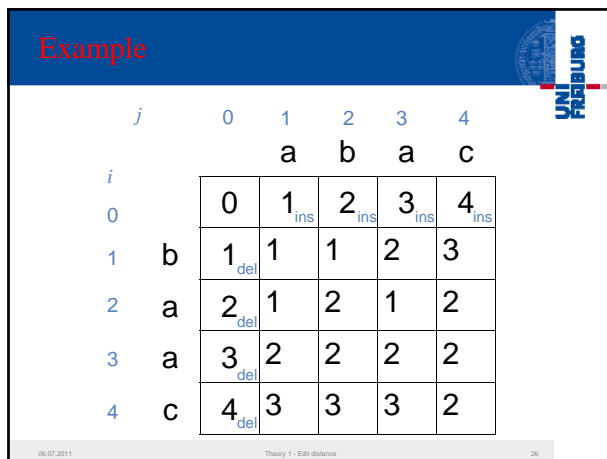 Example
UNI
FREIBURG
j 0 1 2 3 4
a b a c
i
0 0 1ins 2ins 3ins 4ins
1 b 1del 1 1 2 3
2 a 2del 1 2 1 2
3 a 3del 2 2 2 2
4 c 4del 3 3 3 2
06.07.2011 Theory 1 - Edit distance 26